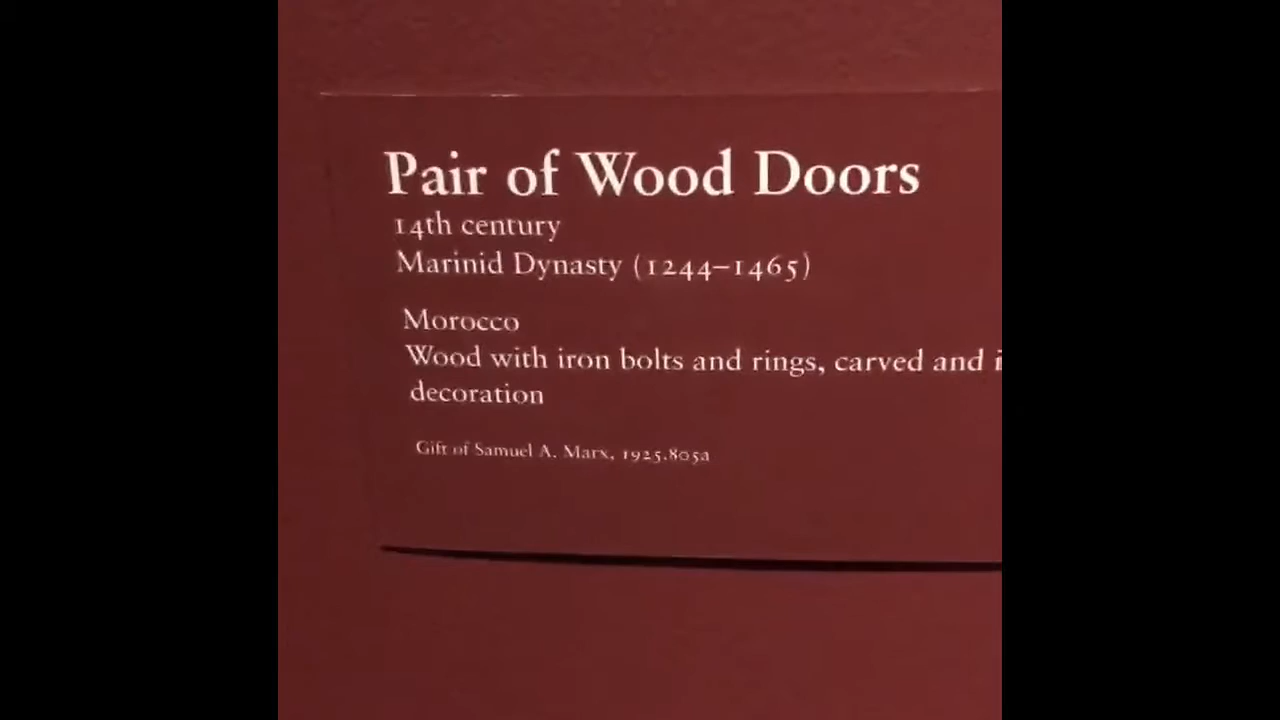 Pair of Wood Doors
14th century
Marinid Dynasty (1244–1465)
Morocco
Wood with iron bolts and rings, carved and
decoration
Gift of Samuel A. Marx, 1925.805a